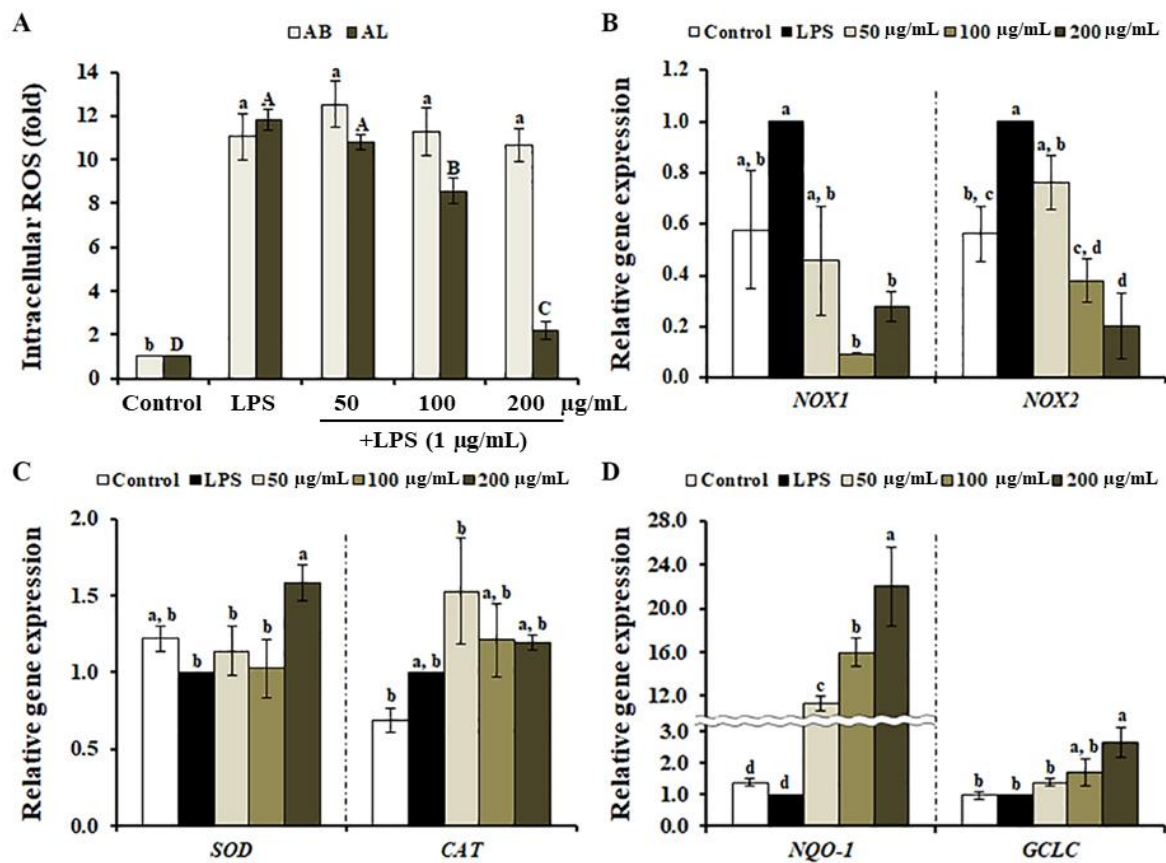 A
AB AL
Intracellular ROS (fold)
14
12
10
8
6
4
2
0
a A a A a B a C b D
Control LPS 50 100 200 µg/mL
+LPS (1 µg/mL)
B
Control LPS 50 µg/mL 100 µg/mL 200 µg/mL
Relative gene expression
1.2
1.0
0.8
0.6
0.4
0.2
0.0
a, b a a, b b b
b, c a a, b c, d d
NOX1 NOX2
C
Control LPS 50 µg/mL 100 µg/mL 200 µg/mL
Relative gene expression
2.0
1.5
1.0
0.5
0.0
a, b b b b a
b a, b b a, b a, b
SOD CAT
D
Control LPS 50 µg/mL 100 µg/mL 200 µg/mL
Relative gene expression
28.0
24.0
20.0
16.0
12.0
3.0
2.0
1.0
0.0
d d c b a
b b b a, b a
NQO-1 GCLC